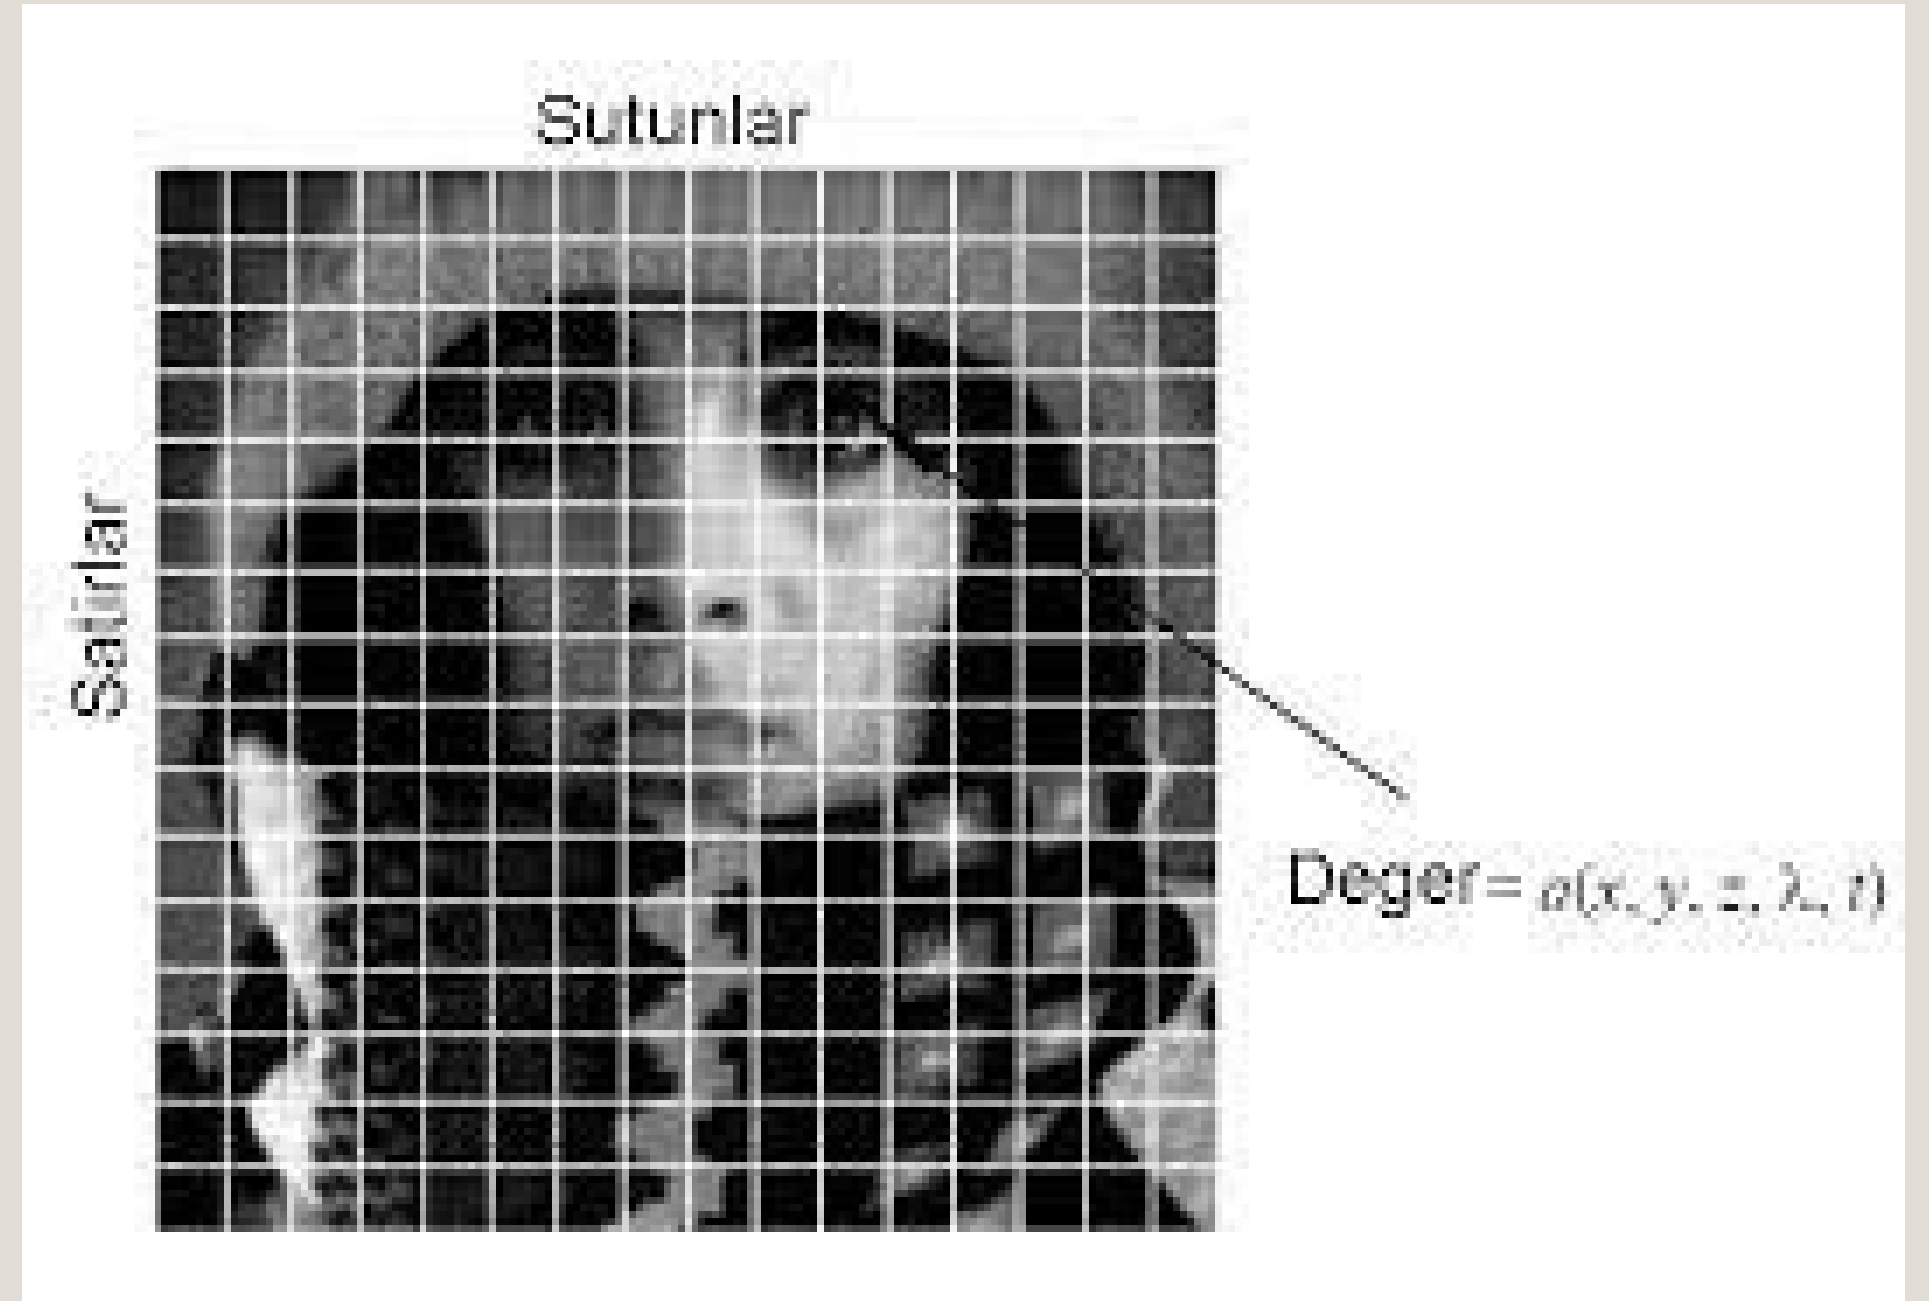 Sutunlar
Satırlar
Deger= a(x, y, z, λ, t)